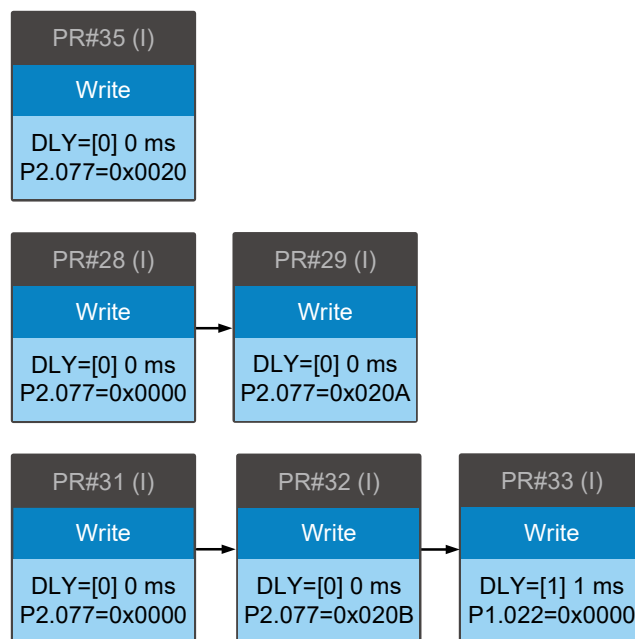 PR#35 (I)
Write
DLY=[0] 0 ms
P2.077=0x0020
PR#28 (I)
Write
DLY=[0] 0 ms
P2.077=0x0000
PR#29 (I)
Write
DLY=[0] 0 ms
P2.077=0x020A
PR#31 (I)
Write
DLY=[0] 0 ms
P2.077=0x0000
PR#32 (I)
Write
DLY=[0] 0 ms
P2.077=0x020B
PR#33 (I)
Write
DLY=[1] 1 ms
P1.022=0x0000